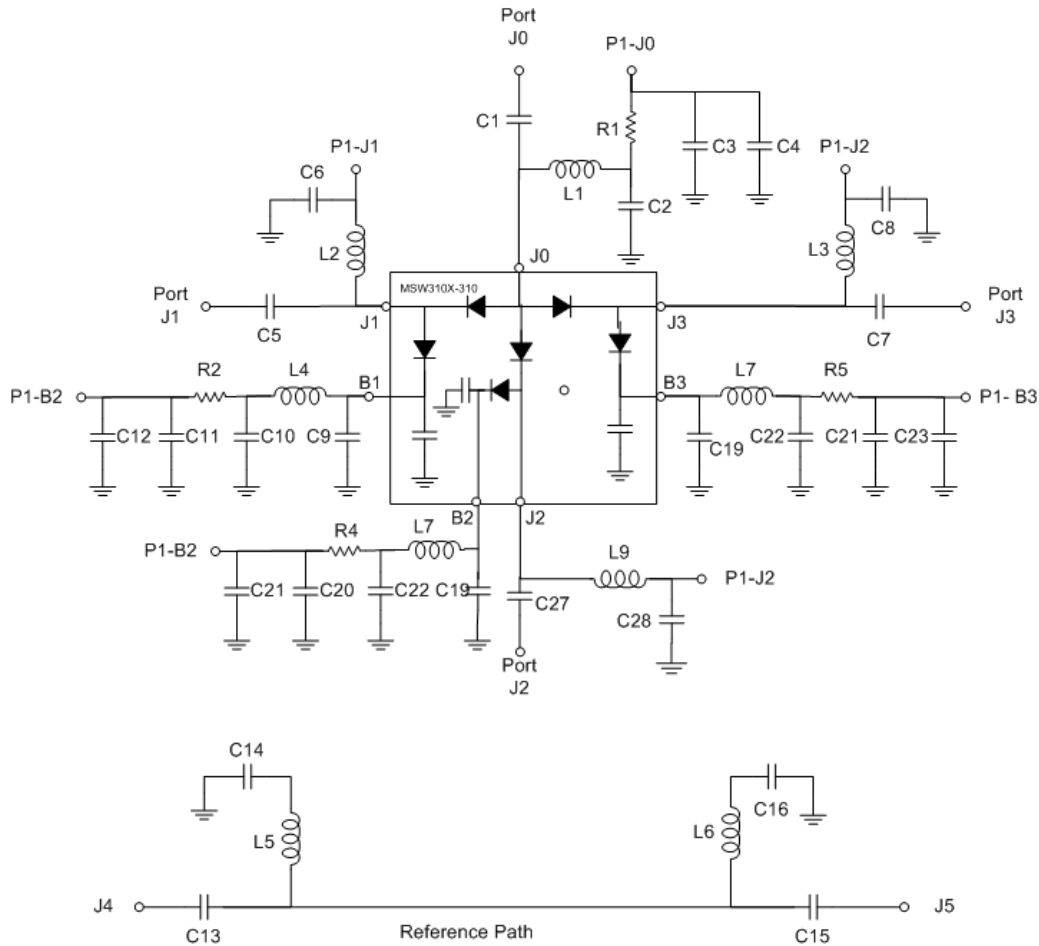 Port
J0
P1-J0
C1
R1
C3
C4
P1-J1
P1-J2
C6
L1
C2
C8
L2
L3
J0
MSW310X-310
Port
J1
Port
J3
C5
J1
J3
C7
R2
L4
B1
B3
L7
R5
P1-B2
P1- B3
C12
C11
C10
C9
C19
C22
C21
C23
B2
J2
P1-B2
R4
L7
L9
P1-J2
C21
C20
C22
C19
C27
C28
Port
J2
C14
C16
L5
L6
J4
J5
C13
Reference Path
C15